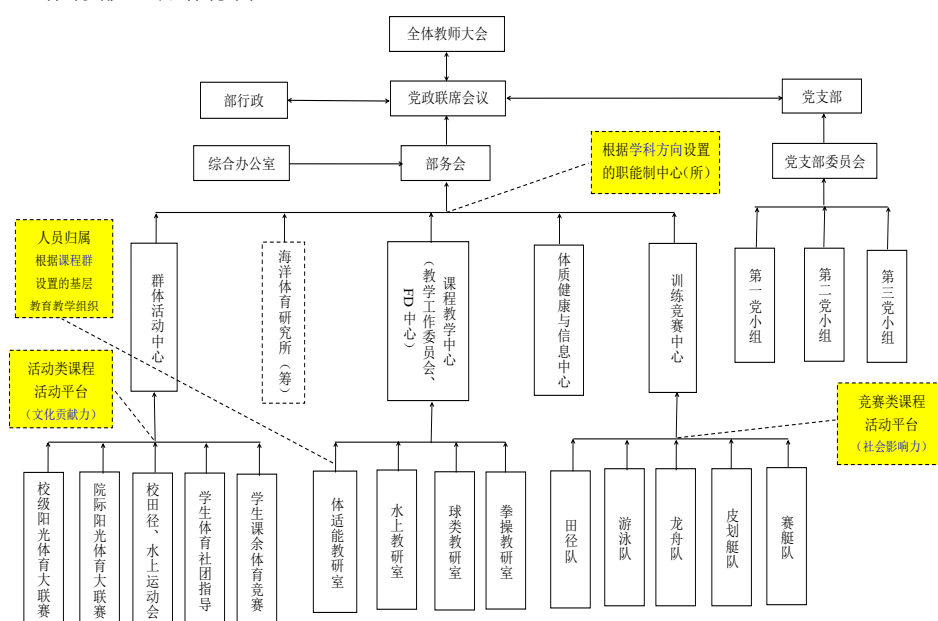 全体教师大会
部行政
党政联席会议
党支部
综合办公室
部务会
根据学科方向设置
的职能制中心(所)
党支部委员会
人员归属
根据课程群
设置的基层
教育教学组织
群体活动中心
海洋体育研究所（筹）
课程教学中心
（教学工作委员会、
FD中心）
体质健康与信息中心
训练竞赛中心
第一党小组
第二党小组
第三党小组
活动类课程
活动平台
（文化贡献力）
竞赛类课程
活动平台
（社会影响力）
校级阳光体育大联赛
院际阳光体育大联赛
校田径、水上运动会
学生体育社团指导
学生课余体育竞赛
体适能教研室
水上教研室
球类教研室
拳操教研室
田径队
游泳队
龙舟队
皮划艇队
赛艇队